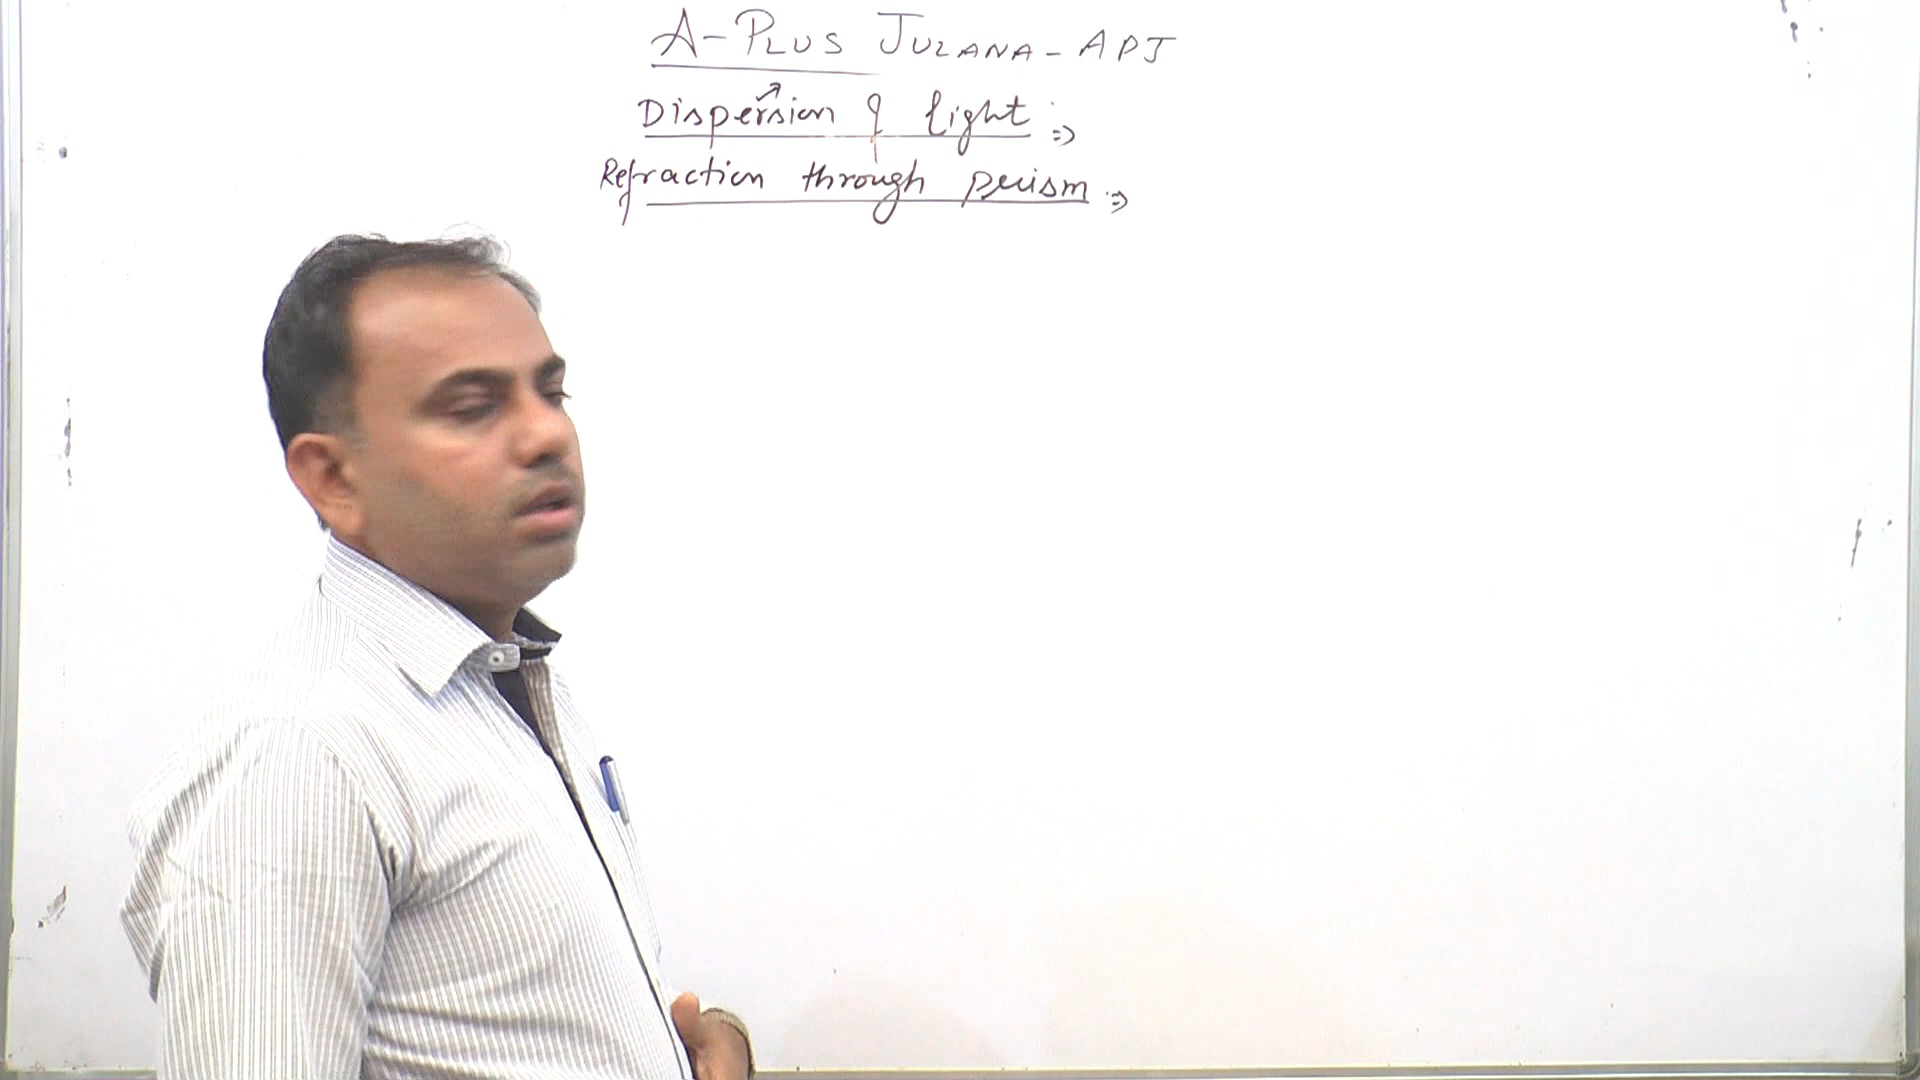 A-PLUS JULANA-APJ
Dispersion of light :⇒
Refraction through prism :⇒